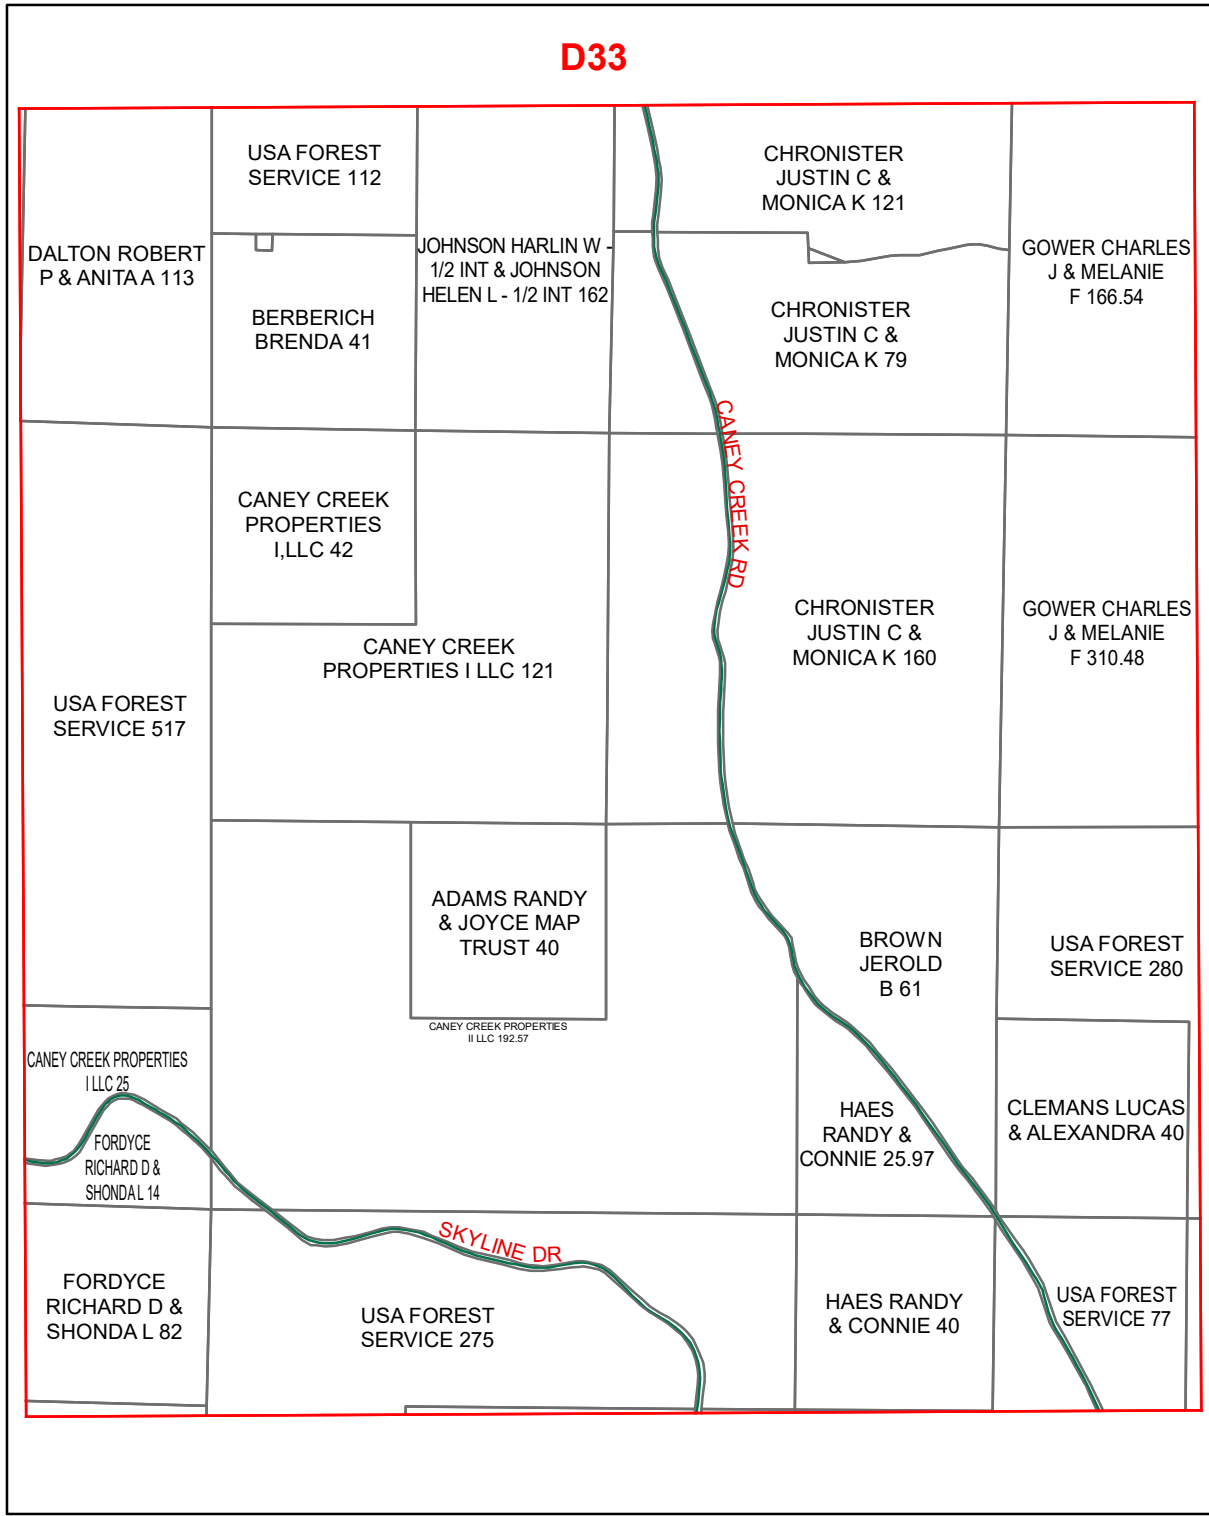 D33
USA FOREST
SERVICE 112
CHRONISTER
JUSTIN C &
MONICA K 121
DALTON ROBERT
P & ANITA A 113
JOHNSON HARLIN W -
1/2 INT & JOHNSON
HELEN L - 1/2 INT 162
GOWER CHARLES
J & MELANIE
F 166.54
BERBERICH
BRENDA 41
CHRONISTER
JUSTIN C &
MONICA K 79
CANEY CREEK RD
CANEY CREEK
PROPERTIES
I,LLC 42
CANEY CREEK
PROPERTIES I LLC 121
CHRONISTER
JUSTIN C &
MONICA K 160
GOWER CHARLES
J & MELANIE
F 310.48
USA FOREST
SERVICE 517
ADAMS RANDY
& JOYCE MAP
TRUST 40
BROWN
JEROLD
B 61
USA FOREST
SERVICE 280
CANEY CREEK PROPERTIES
II LLC 192.57
CANEY CREEK PROPERTIES
I LLC 25
HAES
RANDY &
CONNIE 25.97
CLEMANS LUCAS
& ALEXANDRA 40
FORDYCE
RICHARD D &
SHONDA L 14
SKYLINE DR
FORDYCE
RICHARD D &
SHONDA L 82
USA FOREST
SERVICE 275
HAES RANDY
& CONNIE 40
USA FOREST
SERVICE 77